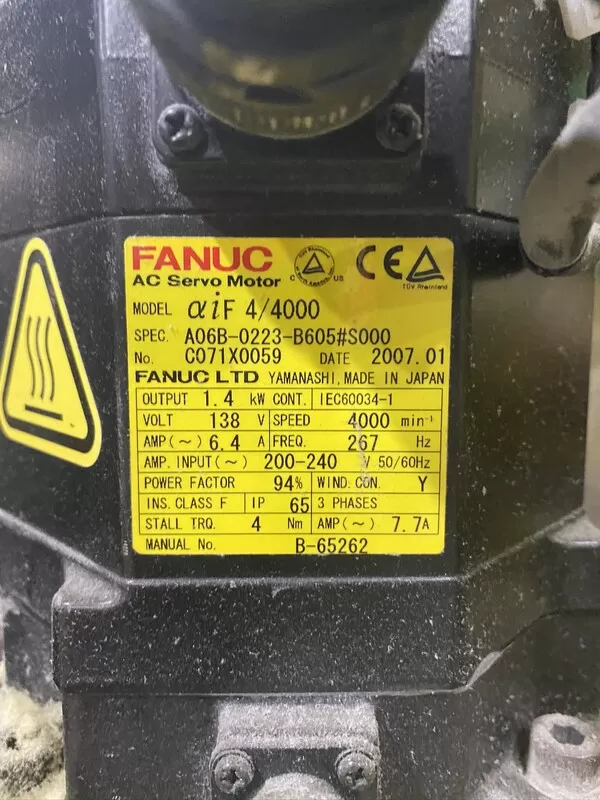 FANUC
AC Servo Motor
C US
CE
TÜV Rheinland
MODEL αiF 4/4000
SPEC. A06B-0223-B605#S000
No. C071X0059 DATE 2007.01
FANUC LTD YAMANASHI, MADE IN JAPAN
OUTPUT 1.4 kW CONT. IEC60034-1
VOLT 138 V SPEED 4000 min⁻¹
AMP(~) 6.4 A FREQ. 267 Hz
AMP. INPUT(~) 200-240 V 50/60Hz
POWER FACTOR 94% WIND. CON. Y
INS. CLASS F IP 65 3 PHASES
STALL TRQ. 4 Nm AMP(~) 7.7A
MANUAL No. B-65262